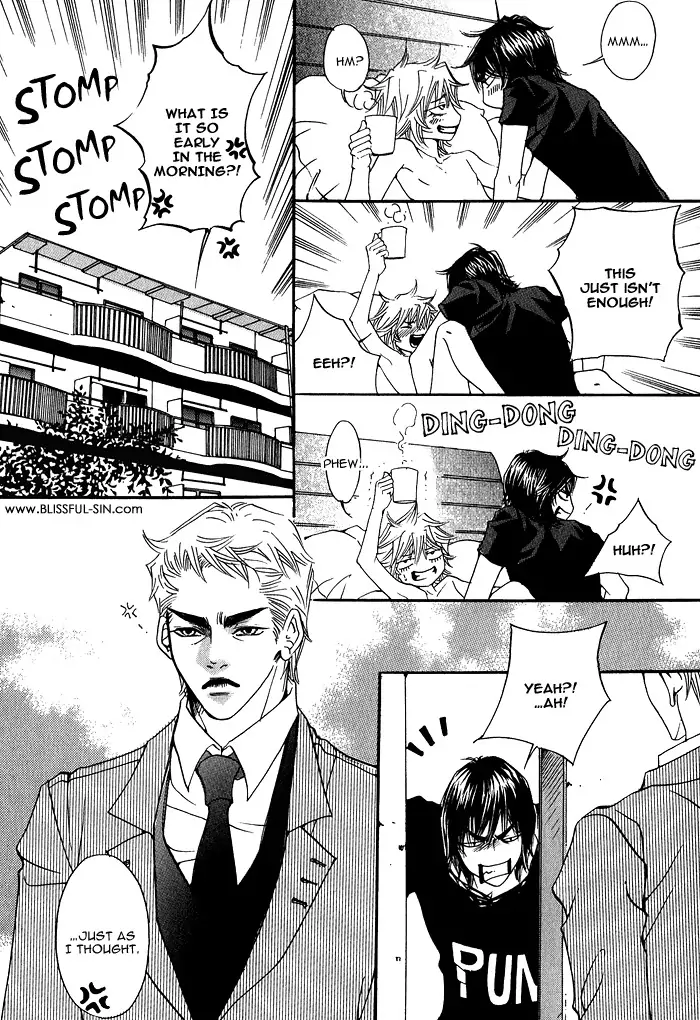 MMM...
HM?
THIS
JUST ISN'T
ENOUGH!
EEH?!
DING-DONG
DING-DONG
PHEW...
HUH?!
STOMP
STOMP
STOMP
WHAT IS
IT SO
EARLY
IN THE
MORNING?!
www.BLISSFUL-SIN.com
YEAH?!
...AH!
PUN
...JUST AS
I THOUGHT.